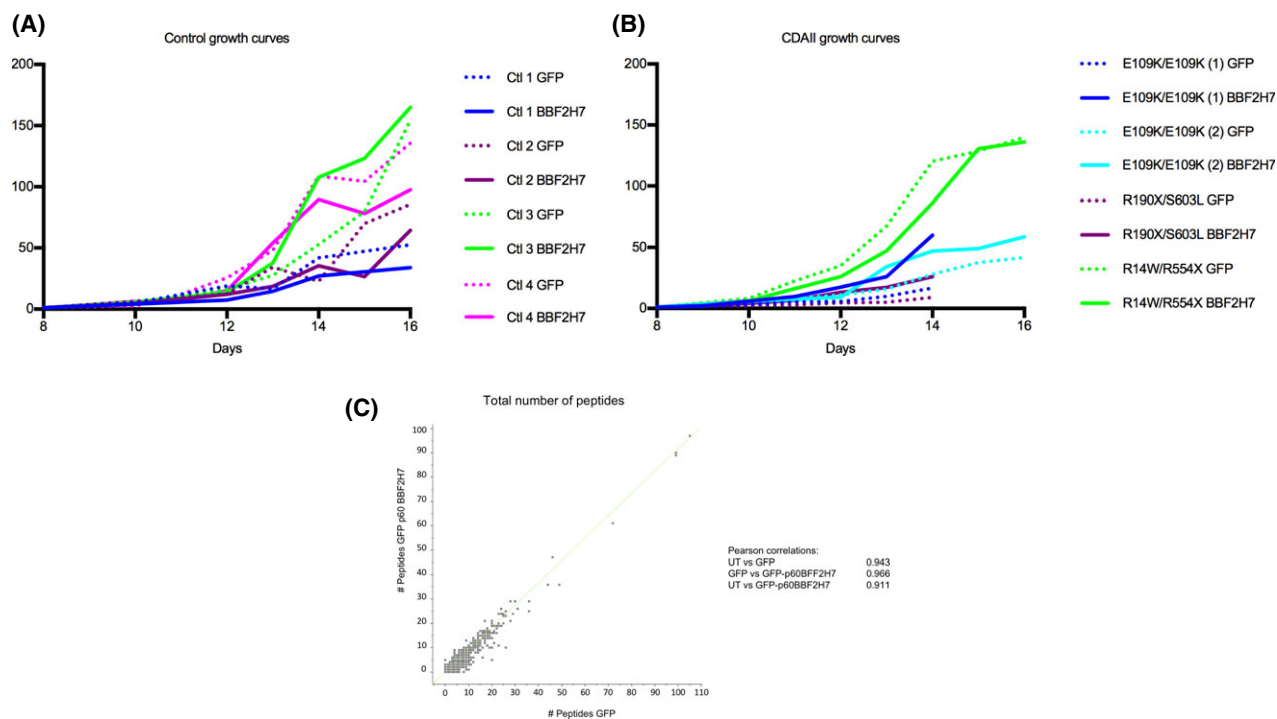 (A)
Control growth curves
200
150
100
50
0
8
10
12
14
16
Days
Ctl 1 GFP
Ctl 1 BBF2H7
Ctl 2 GFP
Ctl 2 BBF2H7
Ctl 3 GFP
Ctl 3 BBF2H7
Ctl 4 GFP
Ctl 4 BBF2H7
(B)
CDAII growth curves
200
150
100
50
0
8
10
12
14
16
Days
E109K/E109K (1) GFP
E109K/E109K (1) BBF2H7
E109K/E109K (2) GFP
E109K/E109K (2) BBF2H7
R190X/S603L GFP
R190X/S603L BBF2H7
R14W/R554X GFP
R14W/R554X BBF2H7
(C)
Total number of peptides
# Peptides GFP p60 BBF2H7
100
90
80
70
60
50
40
30
20
10
0
0 10 20 30 40 50 60 70 80 90 100 110
# Peptides GFP
Pearson correlations:
UT vs GFP 0.943
GFP vs GFP-p60BFF2H7 0.966
UT vs GFP-p60BBF2H7 0.911